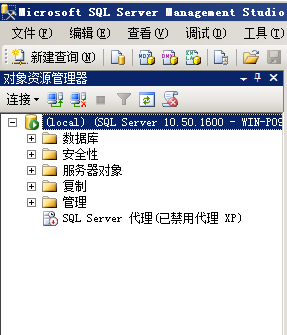 Microsoft SQL Server Management Studio
文件(F) 编辑(E) 查看(V) 调试(D) 工具(T)
新建查询(N)
对象资源管理器
连接
(local) (SQL Server 10.50.1600 - WIN-P09
数据库
安全性
服务器对象
复制
管理
SQL Server 代理(已禁用代理 XP)